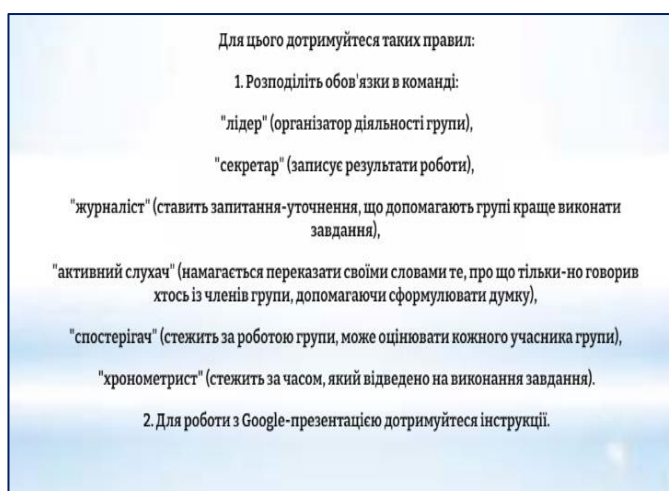 Для цього дотримуйтеся таких правил:
1. Розподіліть обов'язки в команді:
"лідер" (організатор діяльності групи),
"секретар" (записує результати роботи),
"журналіст" (ставить запитання-уточнення, що допомагають групі краще виконати
завдання),
"активний слухач" (намагається переказати своїми словами те, про що тільки-но говорив
хтось із членів групи, допомагаючи сформулювати думку),
"спостерігач" (стежить за роботою групи, може оцінювати кожного учасника групи),
"хронометрист" (стежить за часом, який відведено на виконання завдання).
2. Для роботи з Google-презентацією дотримуйтеся інструкції.